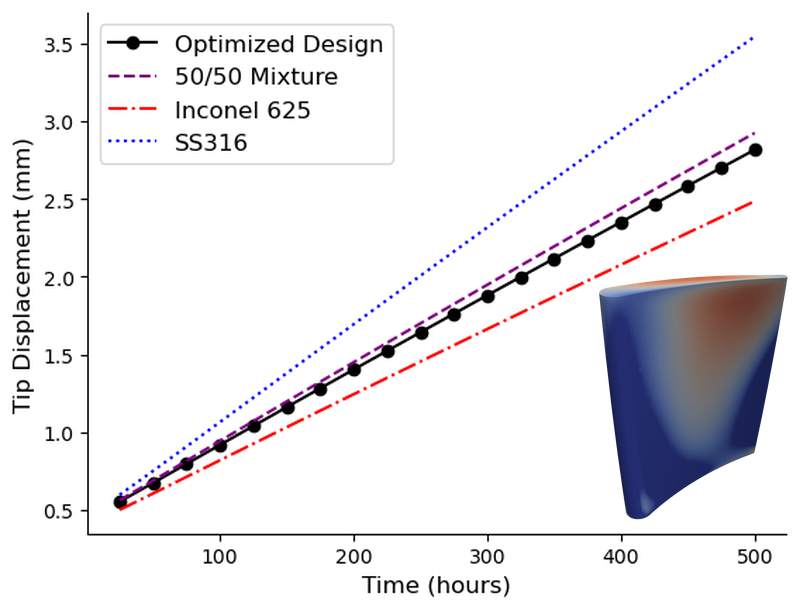 Optimized Design
50/50 Mixture
Inconel 625
SS316
Tip Displacement (mm)
3.5
3.0
2.5
2.0
1.5
1.0
0.5
100 200 300 400 500
Time (hours)